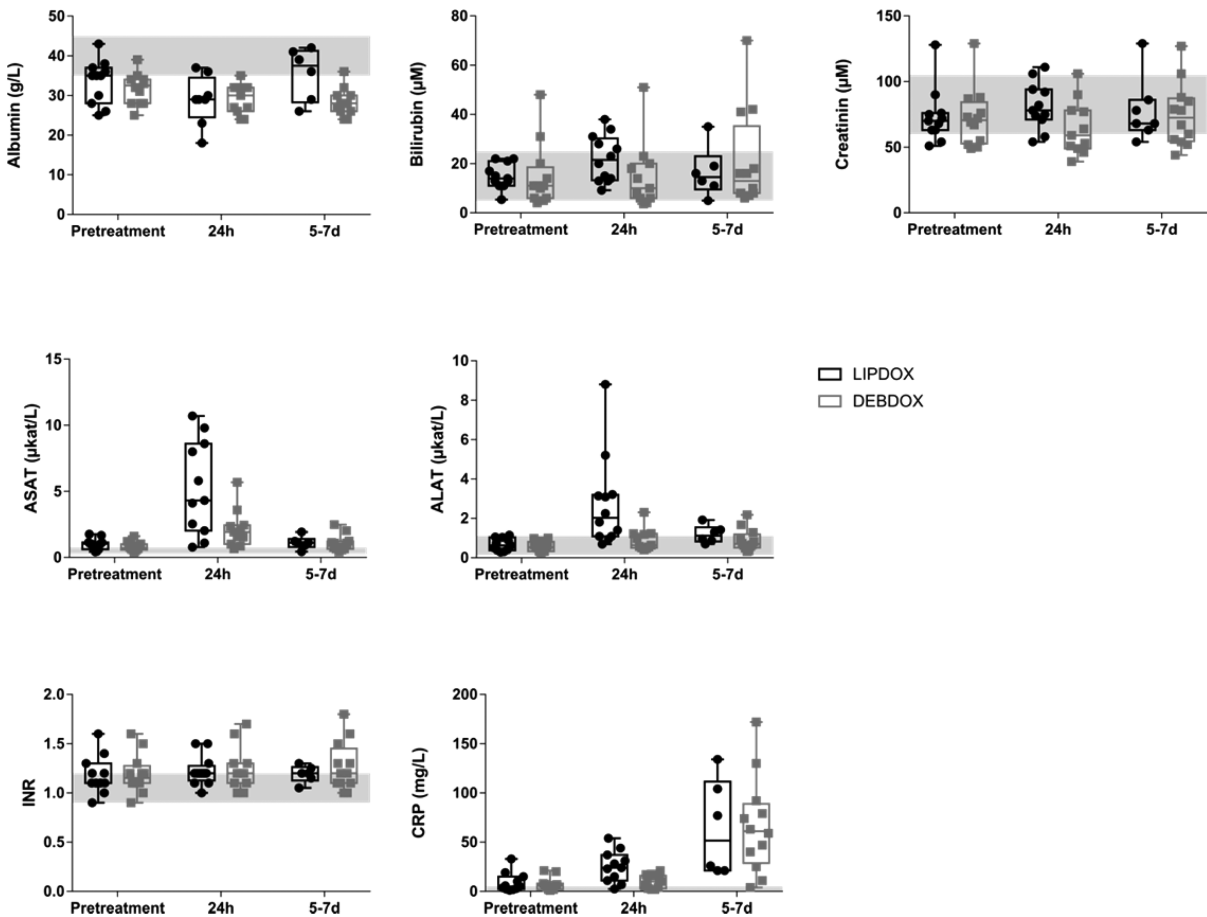 Albumin (g/L)
50
40
30
20
10
0
Pretreatment 24h 5-7d
Bilirubin (µM)
80
60
40
20
0
Pretreatment 24h 5-7d
Creatinin (µM)
150
100
50
0
Pretreatment 24h 5-7d
ASAT (µkat/L)
15
10
5
0
Pretreatment 24h 5-7d
ALAT (µkat/L)
10
8
6
4
2
0
Pretreatment 24h 5-7d
LIPDOX
DEBDOX
INR
2.0
1.5
1.0
0.5
0.0
Pretreatment 24h 5-7d
CRP (mg/L)
200
150
100
50
0
Pretreatment 24h 5-7d